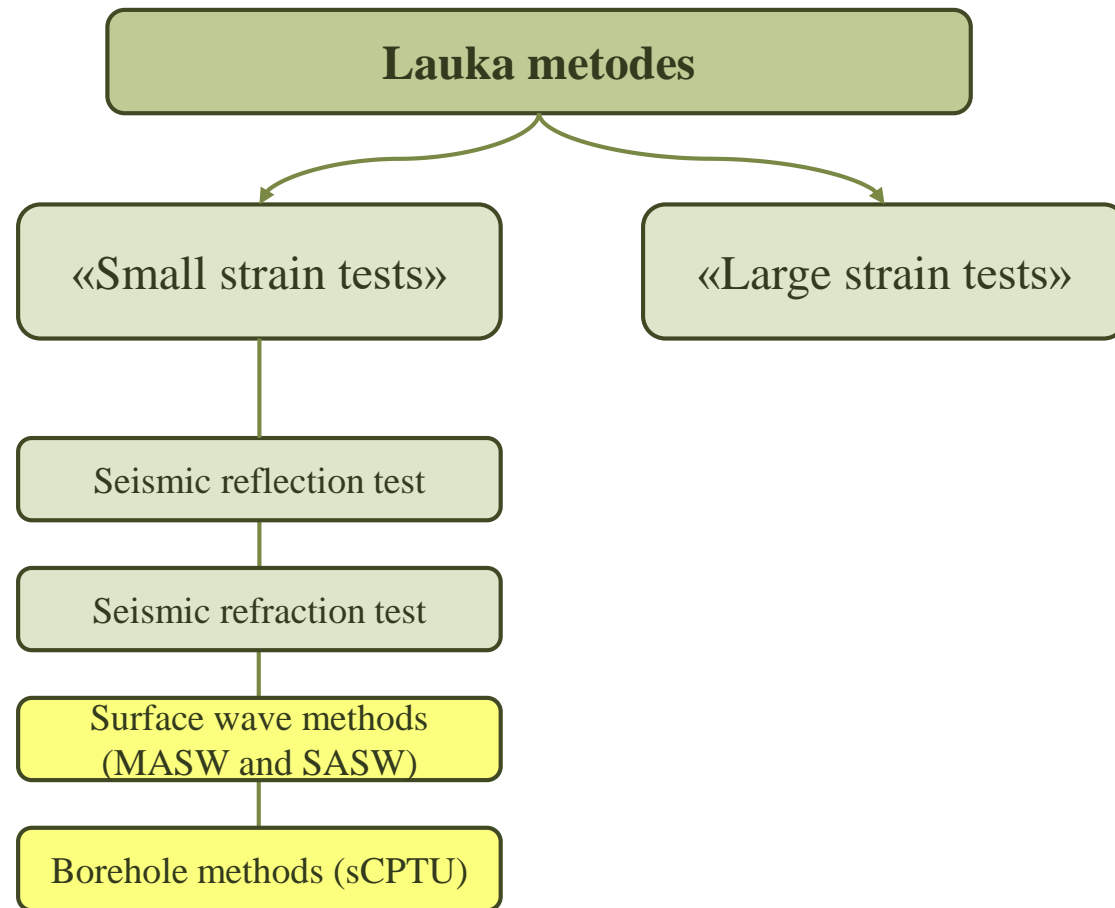 Lauka metodes
«Small strain tests»
«Large strain tests»
Seismic reflection test
Seismic refraction test
Surface wave methods
(MASW and SASW)
Borehole methods (sCPTU)